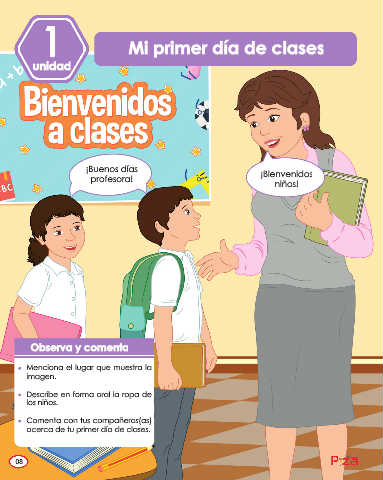 1
unidad
Mi primer día de clases
a+b
Bienvenidos
a clases
¡Buenos días
profesora!
¡Bienvenidos
niños!
BC
Observa y comenta
• Menciona el lugar que muestra la
imagen.
• Describe en forma oral la ropa de
los niños.
• Comenta con tus compañeros(as)
acerca de tu primer día de clases.
08